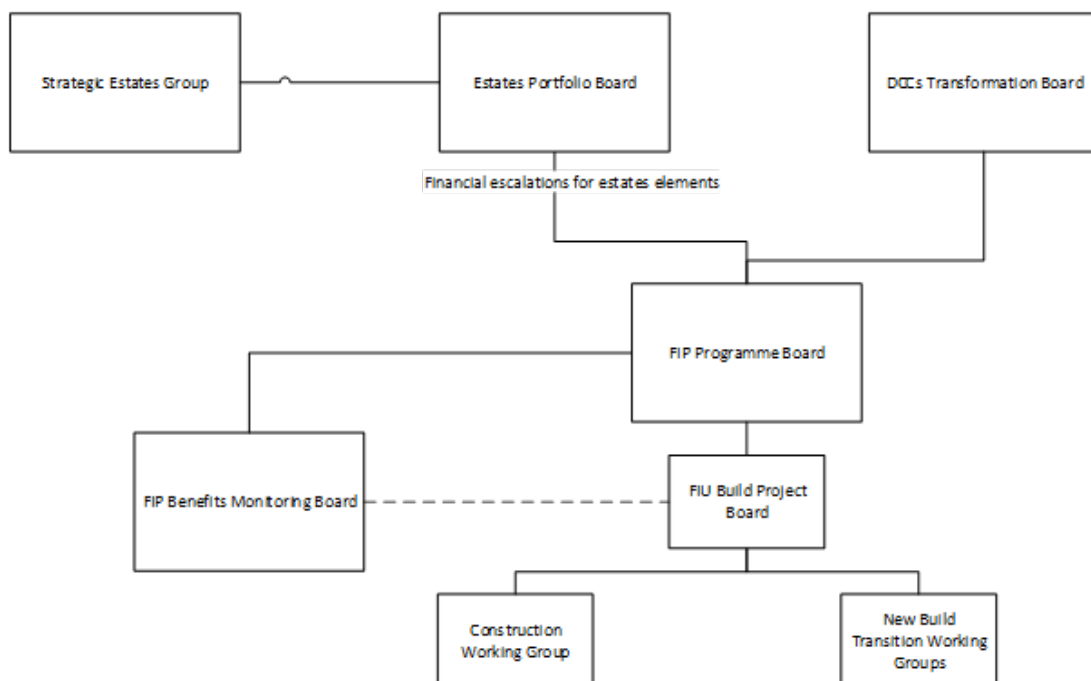 Strategic Estates Group
Estates Portfolio Board
DCCs Transformation Board
Financial escalations for estates elements
FIP Programme Board
FIP Benefits Monitoring Board
FIU Build Project
Board
Construction
Working Group
New Build
Transition Working
Groups